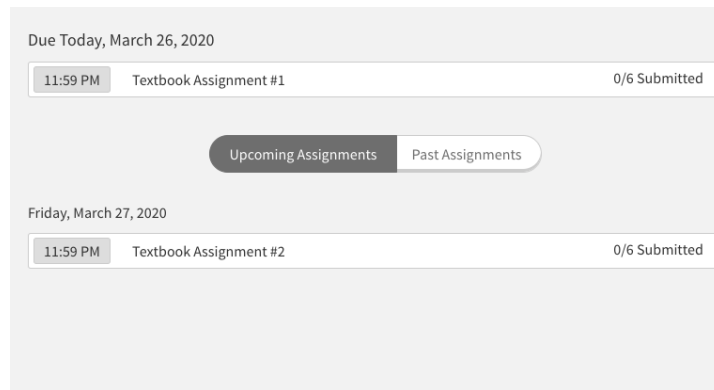 Due Today, March 26, 2020
11:59 PM Textbook Assignment #1 0/6 Submitted
Upcoming Assignments Past Assignments
Friday, March 27, 2020
11:59 PM Textbook Assignment #2 0/6 Submitted